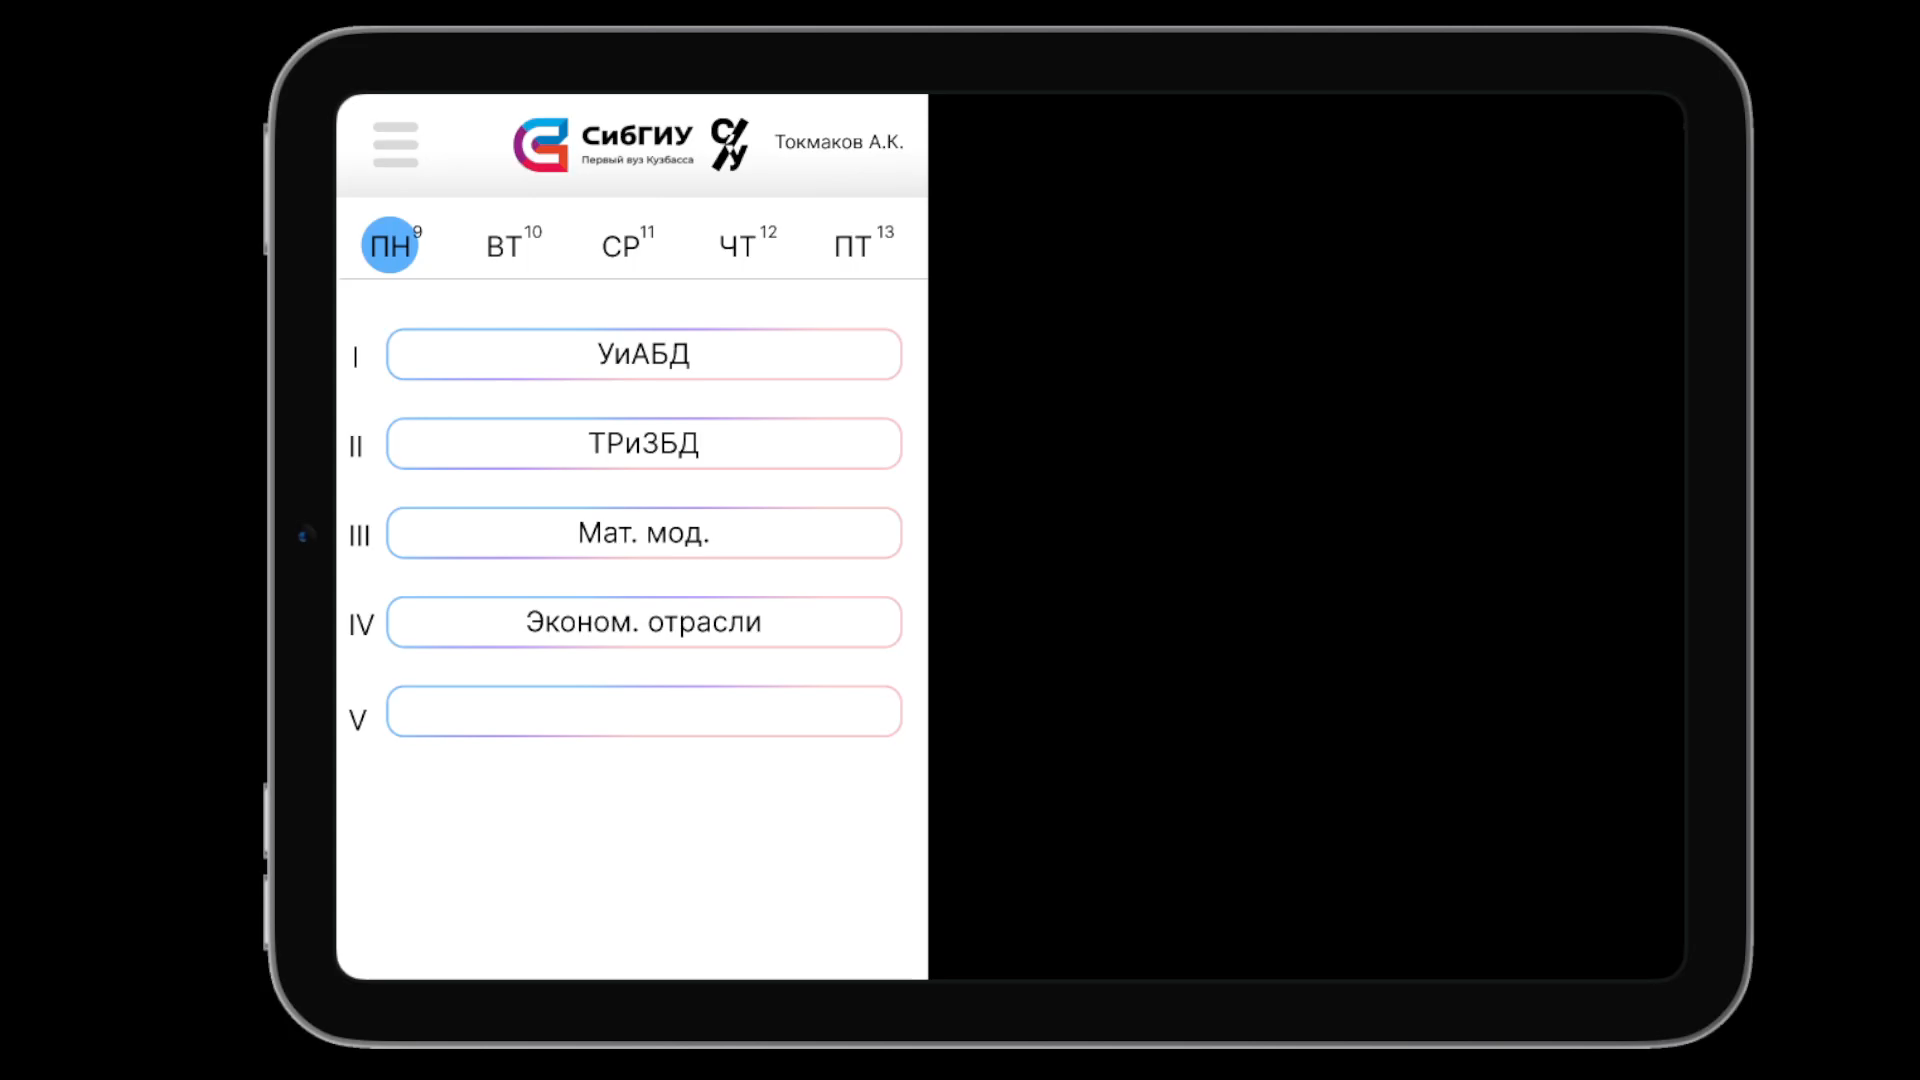 СибГИУ
Первый вуз Кузбасса
СИУ
Токмаков А.К.
ПН 9 ВТ 10 СР 11 ЧТ 12 ПТ 13
I УиАБД
II ТРиЗБД
III Мат. мод.
IV Эконом. отрасли
V